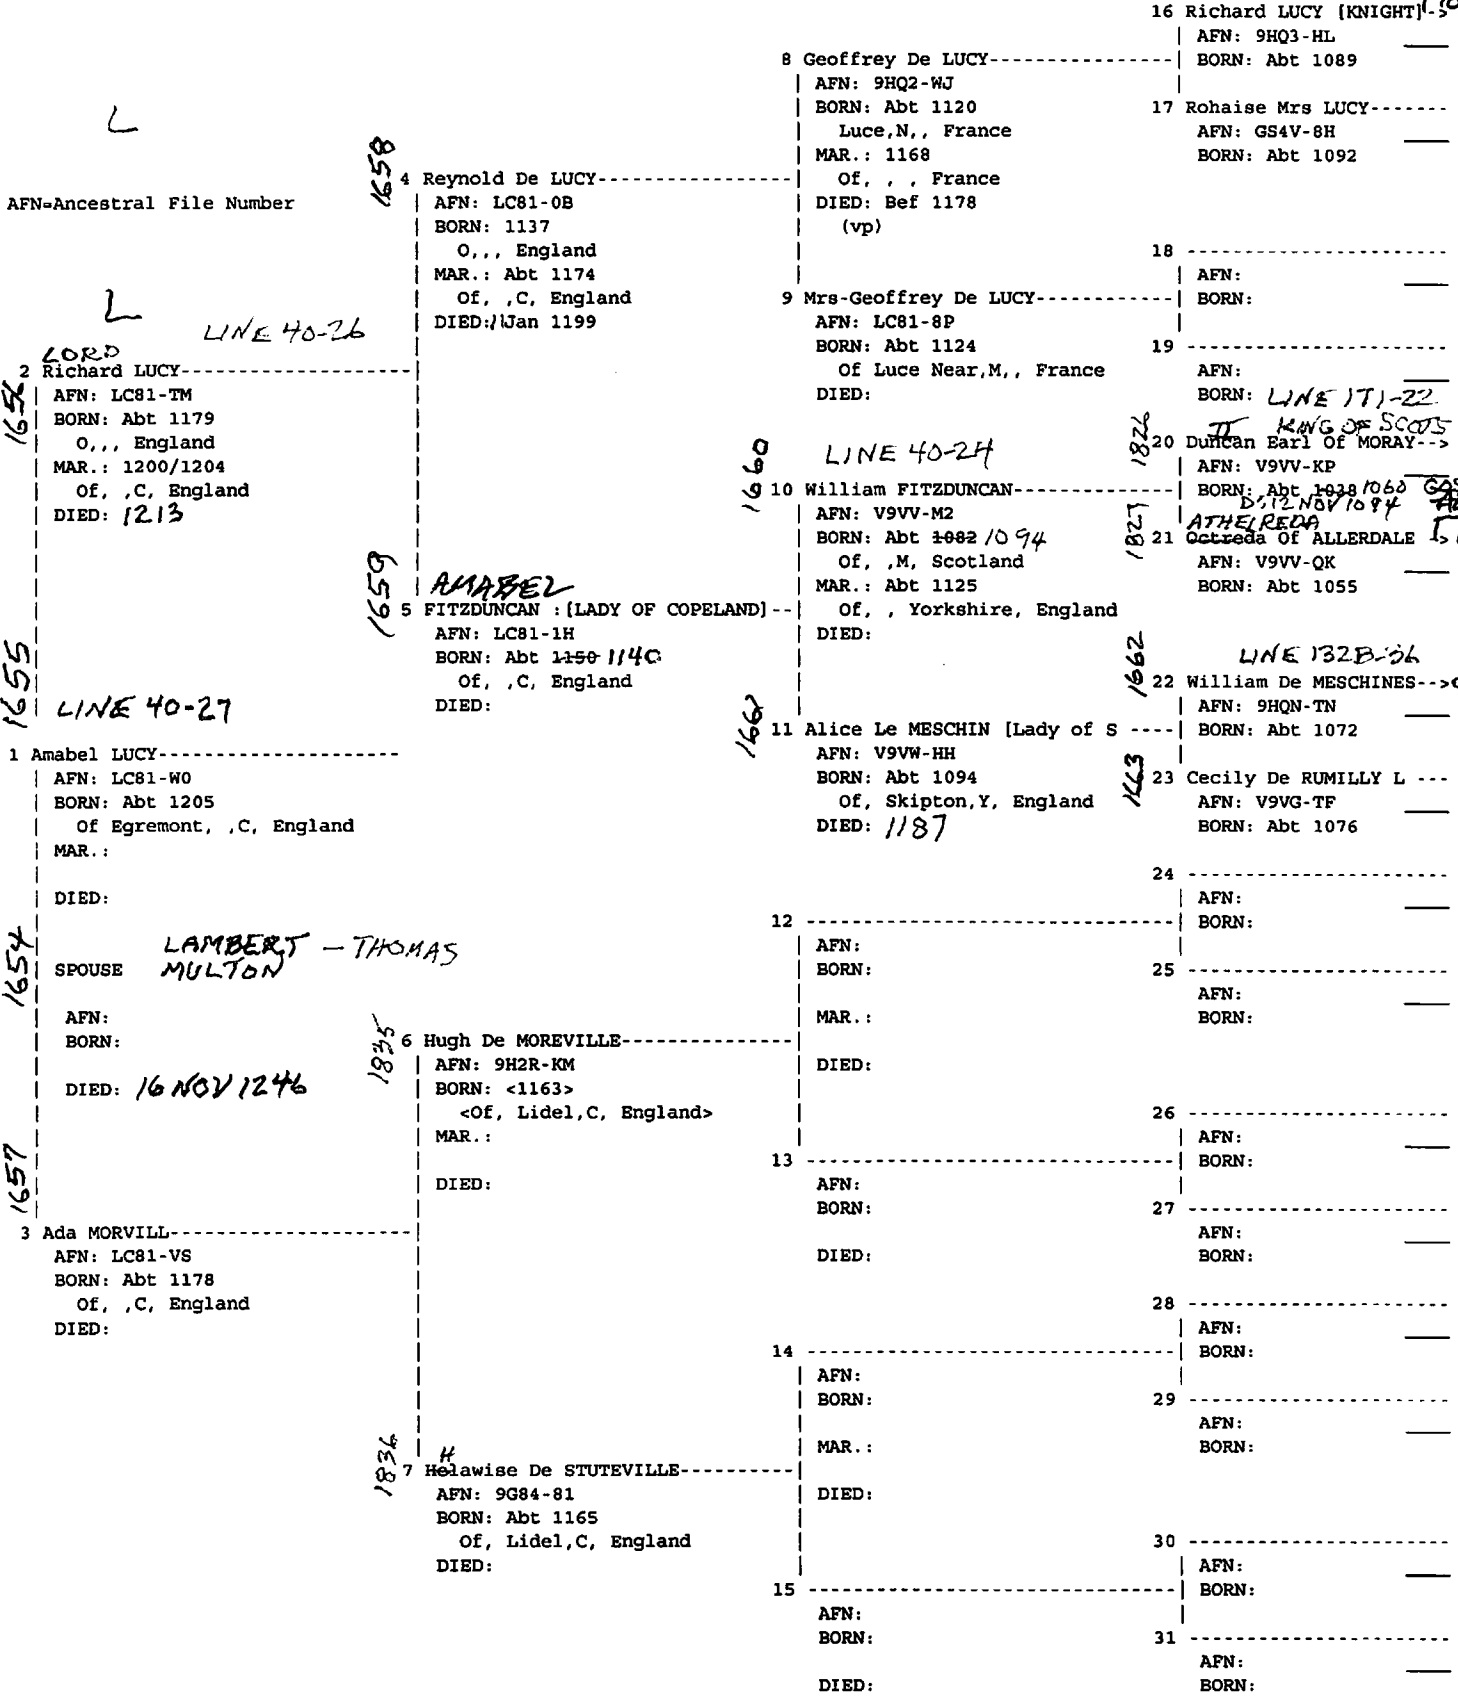 L
AFN=Ancestral File Number
L
LINE 40-26
1656
LORD
2 Richard LUCY
AFN: LC81-TM
BORN: Abt 1179
O,,, England
MAR.: 1200/1204
Of, ,C, England
DIED: 1213
1655
LINE 40-27
1 Amabel LUCY
AFN: LC81-W0
BORN: Abt 1205
Of Egremont, ,C, England
MAR.:
DIED:
1654
LAMBERT - THOMAS
SPOUSE MULTON
AFN:
BORN:
DIED: 16 NOV 1246
1657
3 Ada MORVILL
AFN: LC81-VS
BORN: Abt 1178
Of, ,C, England
DIED:
1658
4 Reynold De LUCY
AFN: LC81-0B
BORN: 1137
O,,, England
MAR.: Abt 1174
Of, ,C, England
DIED: Jan 1199
1659
AMABEL
5 FITZDUNCAN :[LADY OF COPELAND]
AFN: LC81-1H
BORN: Abt 1150 1140
Of, ,C, England
DIED:
1835
6 Hugh De MOREVILLE
AFN: 9H2R-KM
BORN: <1163>
<Of, Lidel,C, England>
MAR.:
DIED:
1836
H
7 Helawise De STUTEVILLE
AFN: 9G84-81
BORN: Abt 1165
Of, Lidel,C, England
DIED:
8 Geoffrey De LUCY
AFN: 9HQ2-WJ
BORN: Abt 1120
Luce,N,, France
MAR.: 1168
Of, , , France
DIED: Bef 1178
(vp)
9 Mrs-Geoffrey De LUCY
AFN: LC81-8P
BORN: Abt 1124
Of Luce Near,M,, France
DIED:
1660
LINE 40-24
10 William FITZDUNCAN
AFN: V9VV-M2
BORN: Abt 1082 1094
Of, ,M, Scotland
MAR.: Abt 1125
Of, , Yorkshire, England
DIED:
1661
11 Alice Le MESCHIN [Lady of S
AFN: V9VW-HH
BORN: Abt 1094
Of, Skipton,Y, England
DIED: 1187
12
AFN:
BORN:
MAR.:
DIED:
13
AFN:
BORN:
DIED:
14
AFN:
BORN:
MAR.:
DIED:
15
AFN:
BORN:
DIED:
16 Richard LUCY [KNIGHT]
AFN: 9HQ3-HL
BORN: Abt 1089
17 Rohaise Mrs LUCY
AFN: GS4V-8H
BORN: Abt 1092
18
AFN:
BORN:
19
AFN:
BORN:
LINE 171-22
1826
II KING OF SCOTS
20 Duncan Earl Of MORAY-->
AFN: V9VV-KP
BORN: Abt 1038 1060
D. 12 NOV 1094
1827
ATHELREDA
21 Octreda Of ALLERDALE
AFN: V9VV-QK
BORN: Abt 1055
1662
LINE 132B-26
22 William De MESCHINES-->
AFN: 9HQN-TN
BORN: Abt 1072
1663
23 Cecily De RUMILLY L ---
AFN: V9VG-TF
BORN: Abt 1076
24
AFN:
BORN:
25
AFN:
BORN:
26
AFN:
BORN:
27
AFN:
BORN:
28
AFN:
BORN:
29
AFN:
BORN:
30
AFN:
BORN:
31
AFN:
BORN: